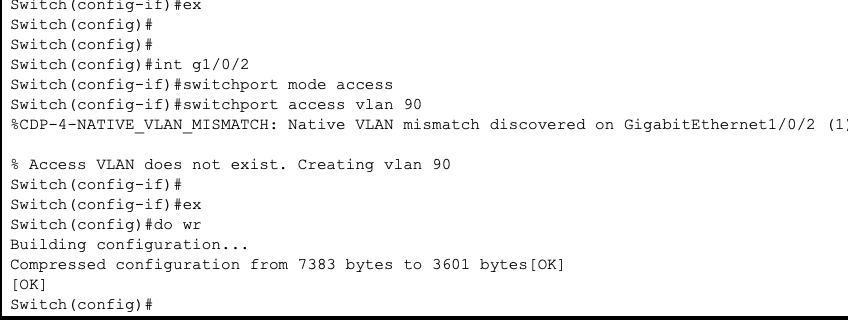 Switch(config-if)#ex
Switch(config)#
Switch(config)#
Switch(config)#int g1/0/2
Switch(config-if)#switchport mode access
Switch(config-if)#switchport access vlan 90
%CDP-4-NATIVE_VLAN_MISMATCH: Native VLAN mismatch discovered on GigabitEthernet1/0/2 (1)
% Access VLAN does not exist. Creating vlan 90
Switch(config-if)#
Switch(config-if)#ex
Switch(config)#do wr
Building configuration...
Compressed configuration from 7383 bytes to 3601 bytes[OK]
[OK]
Switch(config)#